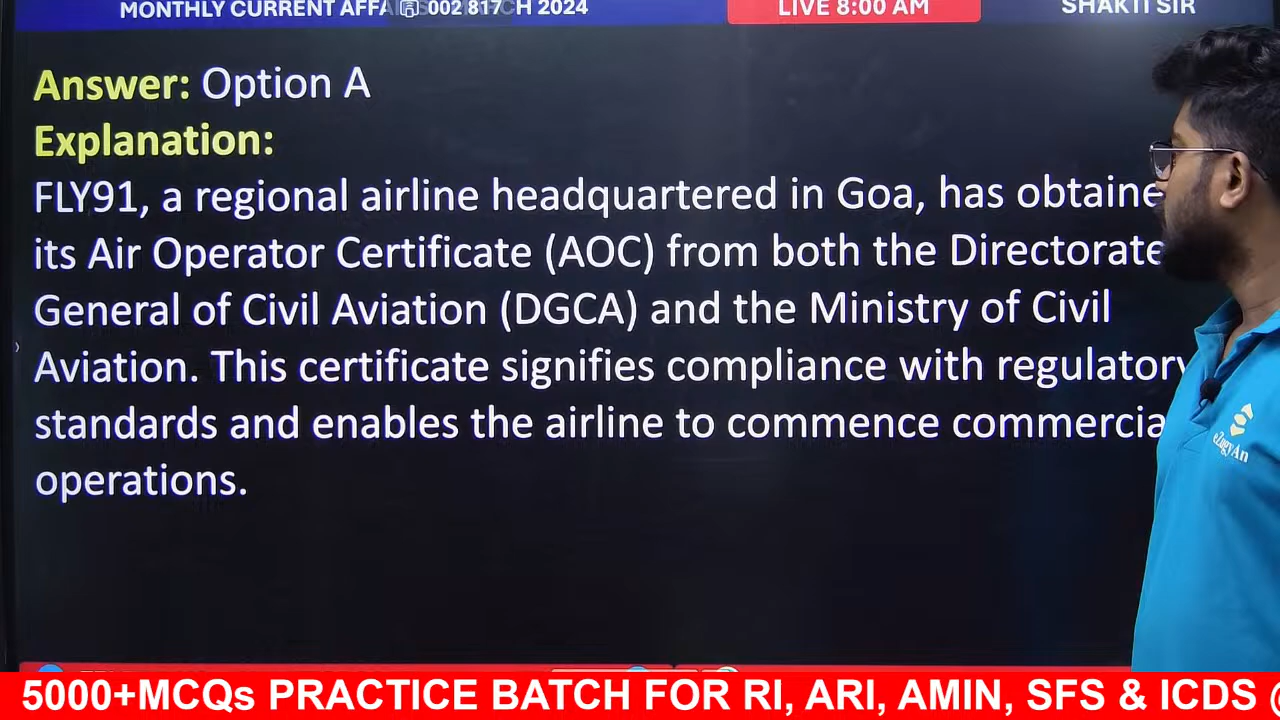 MONTHLY CURRENT AFFA 002 817 CH 2024
LIVE 8:00 AM
SHAKTI SIR
Answer: Option A
Explanation:
FLY91, a regional airline headquartered in Goa, has obtaine
its Air Operator Certificate (AOC) from both the Directorate
General of Civil Aviation (DGCA) and the Ministry of Civil
Aviation. This certificate signifies compliance with regulatory
standards and enables the airline to commence commercia
operations.
5000+MCQs PRACTICE BATCH FOR RI, ARI, AMIN, SFS & ICDS